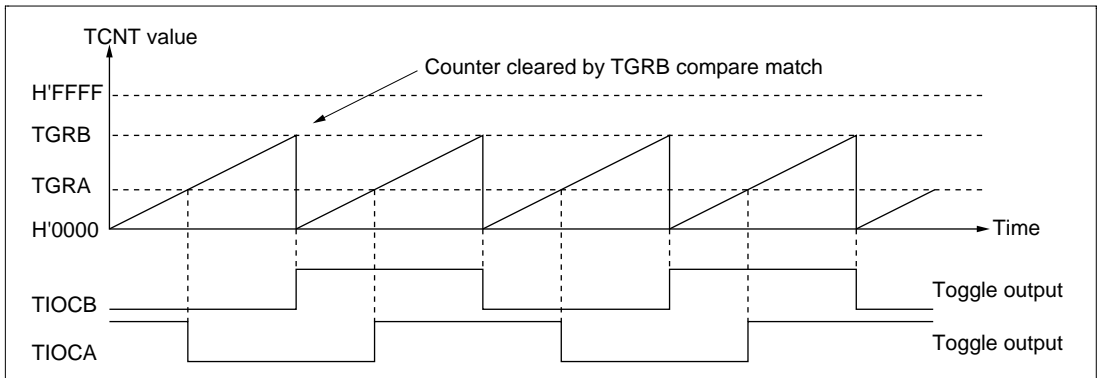 TCNT value
Counter cleared by TGRB compare match
H'FFFF
TGRB
TGRA
H'0000
Time
TIOCB
Toggle output
TIOCA
Toggle output